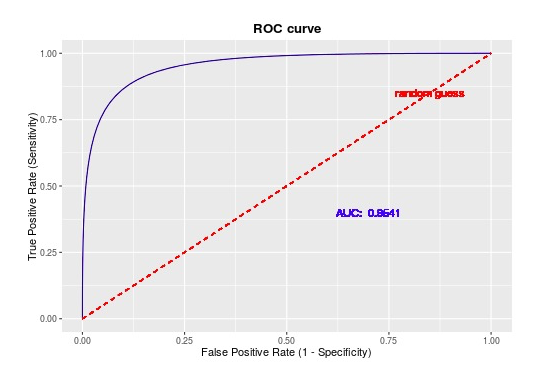 ROC curve
1.00
random guess
0.75
True Positive Rate (Sensitivity)
0.50
AUC: 0.9541
0.25
0.00
0.00 0.25 0.50 0.75 1.00
False Positive Rate (1 - Specificity)